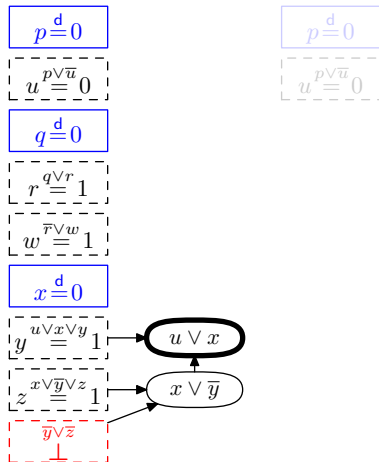 p =ᵈ 0
p =ᵈ 0
u =^{p∨u̅} 0
u =^{p∨u̅} 0
q =ᵈ 0
r =^{q∨r} 1
w =^{r̅∨w} 1
x =ᵈ 0
y =^{u∨x∨y} 1
u ∨ x
z =^{x∨y̅∨z} 1
x ∨ y̅
y̅∨z̅
⊥